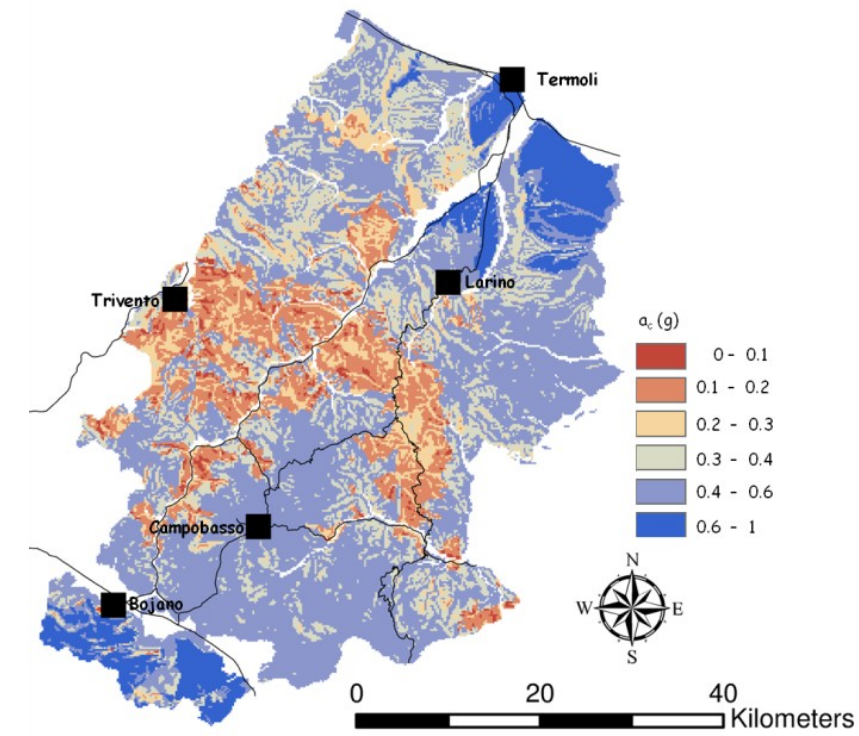 Termoli
Larino
Trivento
a_c (g)
0 - 0.1
0.1 - 0.2
0.2 - 0.3
0.3 - 0.4
0.4 - 0.6
0.6 - 1
Campobasso
N
W E
S
Bojano
0 20 40
Kilometers